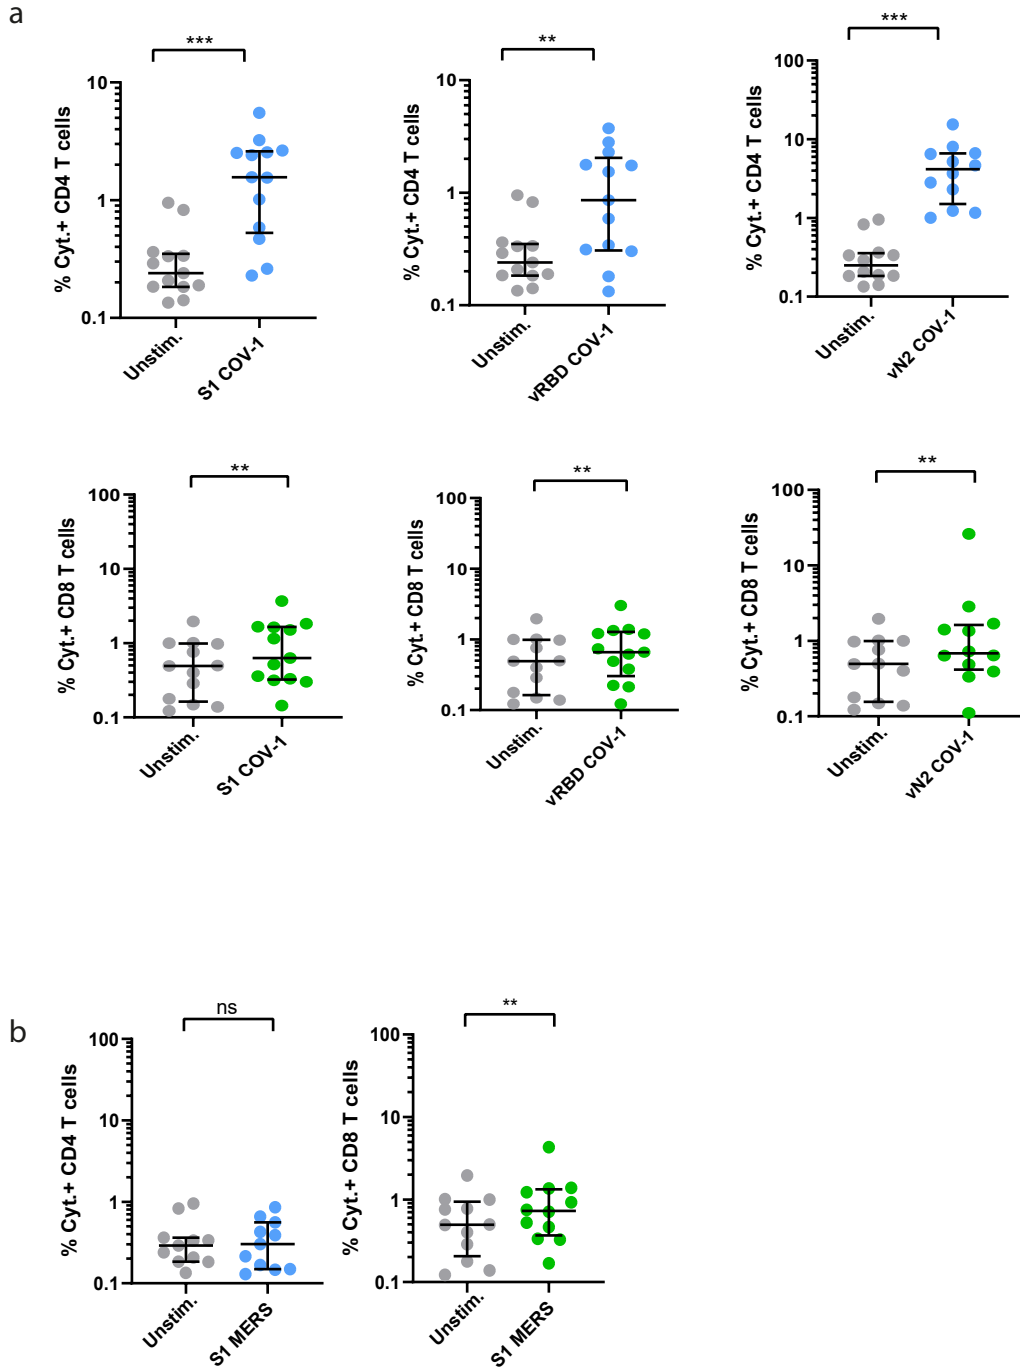 a
***
% Cyt.+ CD4 T cells
10
1
0.1
Unstim.
S1 COV-1
**
% Cyt.+ CD4 T cells
10
1
0.1
Unstim.
vRBD COV-1
***
% Cyt.+ CD4 T cells
100
10
1
0.1
Unstim.
vN2 COV-1
**
% Cyt.+ CD8 T cells
100
10
1
0.1
Unstim.
S1 COV-1
**
% Cyt.+ CD8 T cells
100
10
1
0.1
Unstim.
vRBD COV-1
**
% Cyt.+ CD8 T cells
100
10
1
0.1
Unstim.
vN2 COV-1
b
ns
% Cyt.+ CD4 T cells
100
10
1
0.1
Unstim.
S1 MERS
**
% Cyt.+ CD8 T cells
100
10
1
0.1
Unstim.
S1 MERS